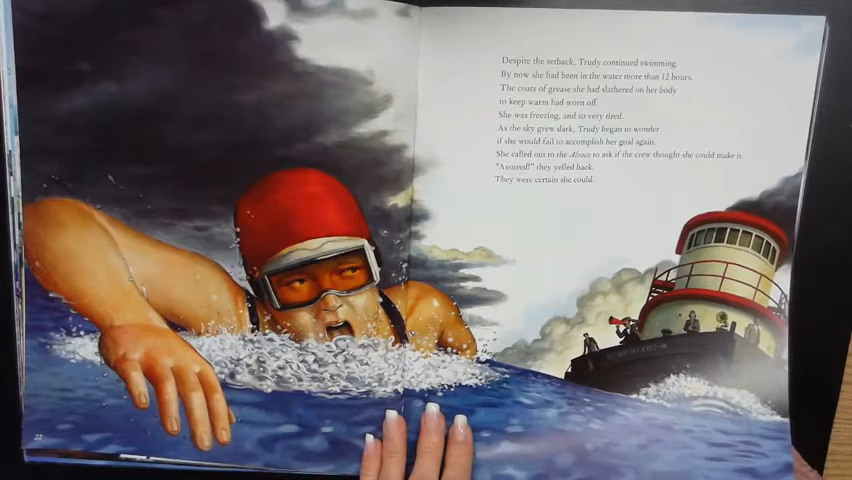 Despite the setback, Trudy continued swimming.
By now she had been in the water more than 12 hours.
The coats of grease she had slathered on her body
to keep warm had worn off.
She was freezing, and so very tired.
As the sky grew dark, Trudy began to wonder
if she would fail to accomplish her goal again.
She called out to the Alsace to ask if the crew thought she could make it.
"Assured!" they yelled back.
They were certain she could.
22